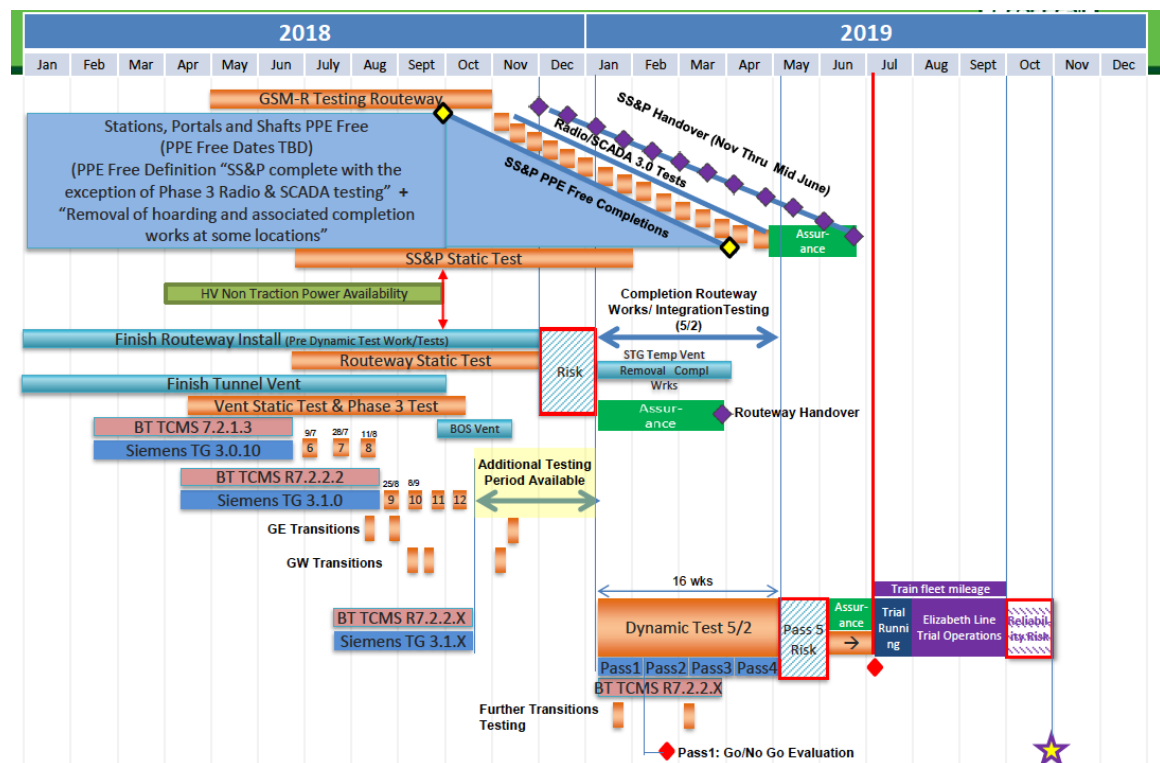 2018
2019
Jan Feb Mar Apr May Jun July Aug Sept Oct Nov Dec Jan Feb Mar Apr May Jun Jul Aug Sept Oct Nov Dec
GSM-R Testing Routeway
Stations, Portals and Shafts PPE Free
(PPE Free Dates TBD)
(PPE Free Definition “SS&P complete with the
exception of Phase 3 Radio & SCADA testing” +
“Removal of hoarding and associated completion
works at some locations”
SS&P Handover (Nov Thru Mid June)
Radio/SCADA 3.0 Tests
SS&P PPE Free Completions
Assur-
ance
SS&P Static Test
HV Non Traction Power Availability
Completion Routeway
Works/ IntegrationTesting
(5/2)
Finish Routeway Install (Pre Dynamic Test Work/Tests)
Routeway Static Test
Risk
STG Temp Vent
Removal Compl
Wrks
Finish Tunnel Vent
Vent Static Test & Phase 3 Test
Assur-
ance
Routeway Handover
BT TCMS 7.2.1.3
BOS Vent
9/7 28/7 11/8
Siemens TG 3.0.10
6 7 8
BT TCMS R7.2.2.2
Additional Testing
Period Available
25/8 8/9
Siemens TG 3.1.0
9 10 11 12
GE Transitions
GW Transitions
16 wks
Train fleet mileage
BT TCMS R7.2.2.X
Siemens TG 3.1.X
Dynamic Test 5/2
Pass 5
Risk
Assur-
ance
→
Trial
Runni
ng
Elizabeth Line
Trial Operations
Reliabil-
ity Risk
Pass1 Pass2 Pass3 Pass4
BT TCMS R7.2.2.X
Further Transitions
Testing
Pass1: Go/No Go Evaluation